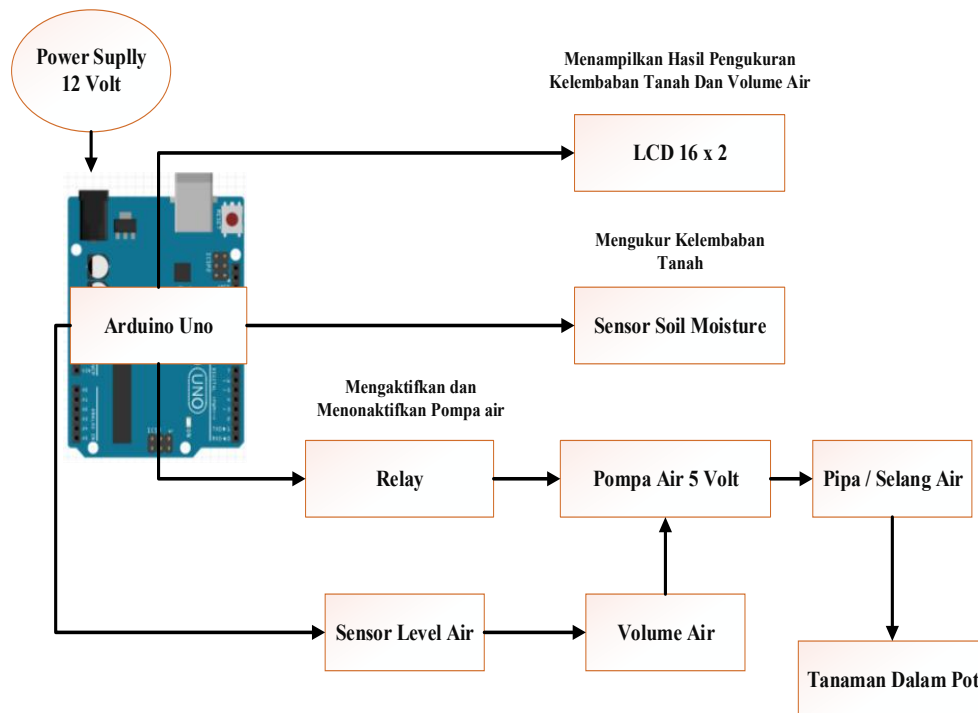 Power Suplly
12 Volt
Menampilkan Hasil Pengukuran
Kelembaban Tanah Dan Volume Air
LCD 16 x 2
Mengukur Kelembaban
Tanah
Arduino Uno
Sensor Soil Moisture
UNO
Mengaktifkan dan
Menonaktifkan Pompa air
Relay
Pompa Air 5 Volt
Pipa / Selang Air
Sensor Level Air
Volume Air
Tanaman Dalam Pot